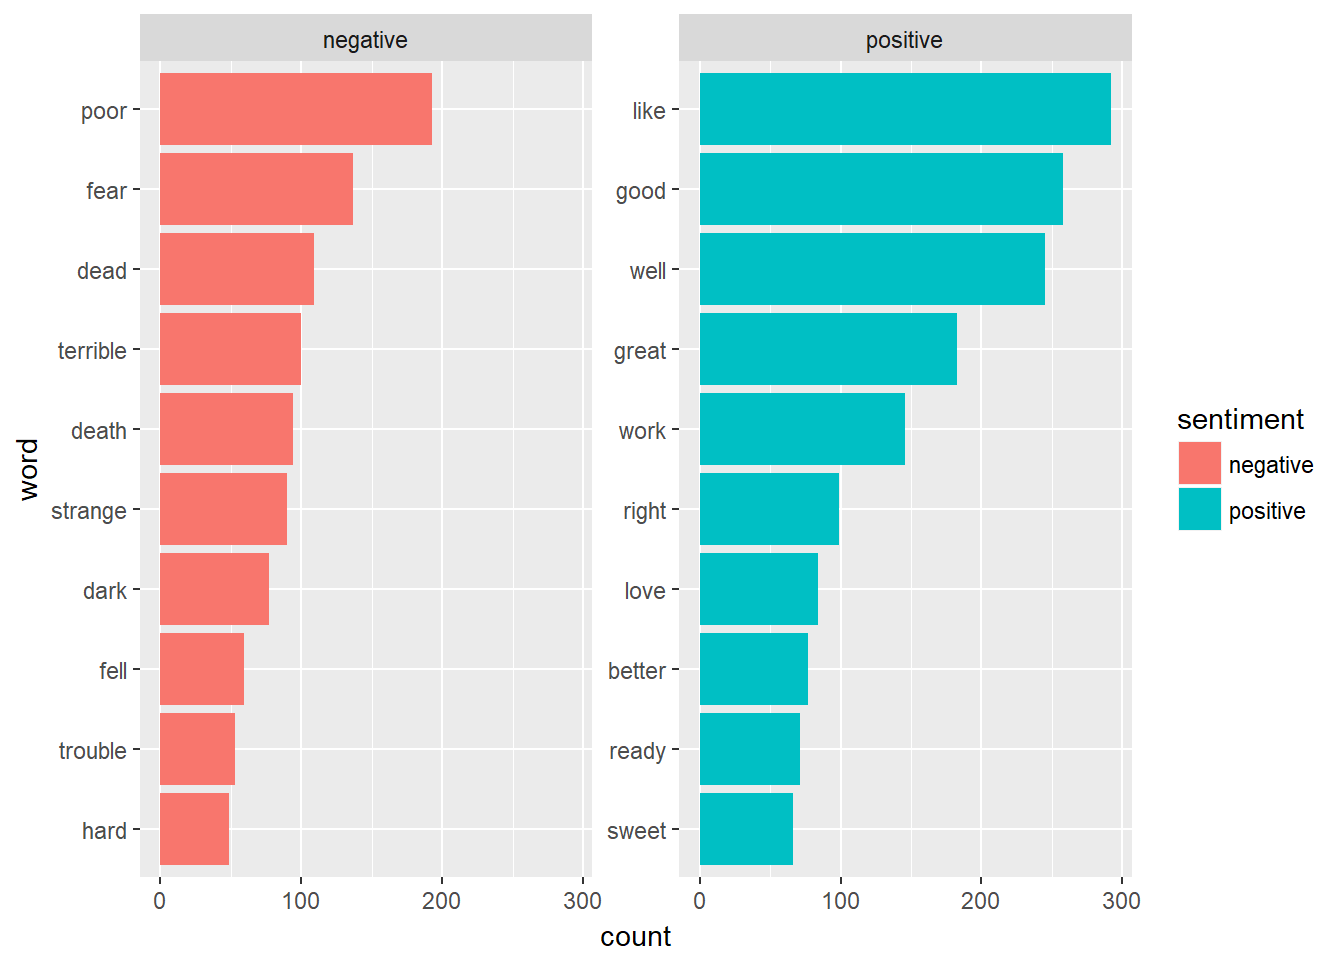 negative
positive
poor
fear
dead
terrible
death
strange
dark
fell
trouble
hard
like
good
well
great
work
right
love
better
ready
sweet
word
0 100 200 300
0 100 200 300
count
sentiment
negative
positive